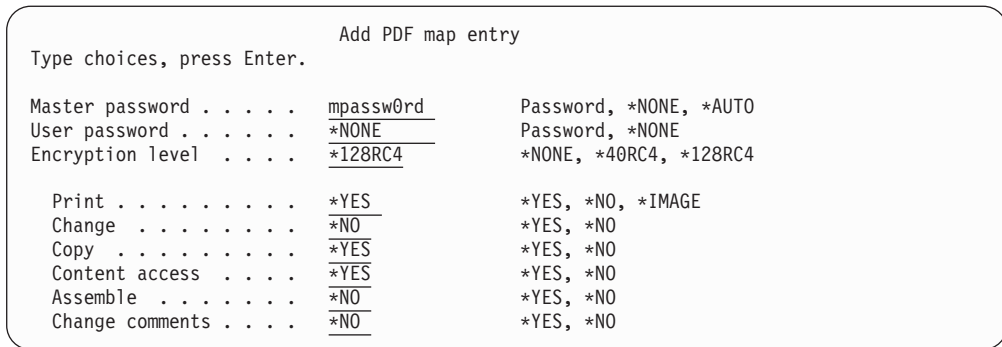 Add PDF map entry
Type choices, press Enter.
Master password . . . . . mpassw0rd Password, *NONE, *AUTO
User password . . . . . . *NONE Password, *NONE
Encryption level . . . . *128RC4 *NONE, *40RC4, *128RC4
Print . . . . . . . . . *YES *YES, *NO, *IMAGE
Change . . . . . . . . *NO *YES, *NO
Copy . . . . . . . . . *YES *YES, *NO
Content access . . . . *YES *YES, *NO
Assemble . . . . . . . *NO *YES, *NO
Change comments . . . . *NO *YES, *NO